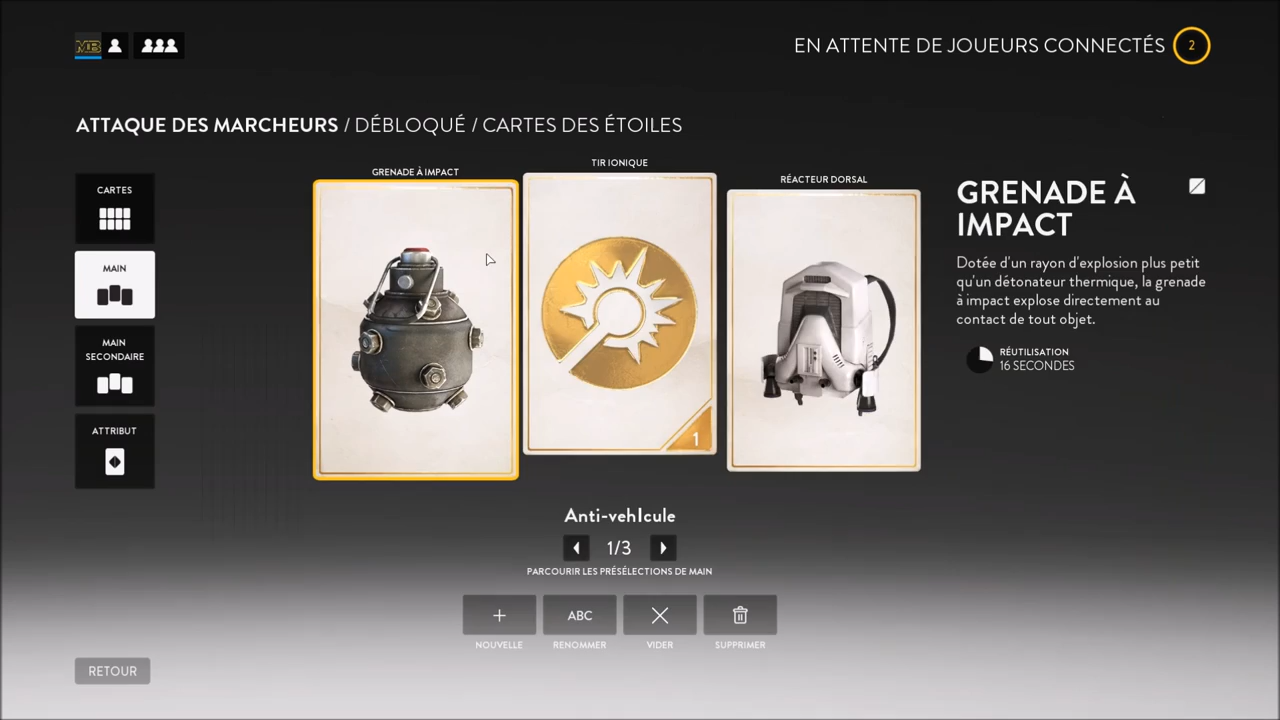 MB
EN ATTENTE DE JOUEURS CONNECTÉS 2
ATTAQUE DES MARCHEURS / DÉBLOQUÉ / CARTES DES ÉTOILES
CARTES
MAIN
MAIN
SECONDAIRE
ATTRIBUT
GRENADE À IMPACT
TIR IONIQUE
1
RÉACTEUR DORSAL
GRENADE À
IMPACT
Dotée d'un rayon d'explosion plus petit
qu'un détonateur thermique, la grenade
à impact explose directement au
contact de tout objet.
RÉUTILISATION
16 SECONDES
Anti-vehIcule
1/3
PARCOURIR LES PRÉSÉLECTIONS DE MAIN
ABC
NOUVELLE
RENOMMER
VIDER
SUPPRIMER
RETOUR